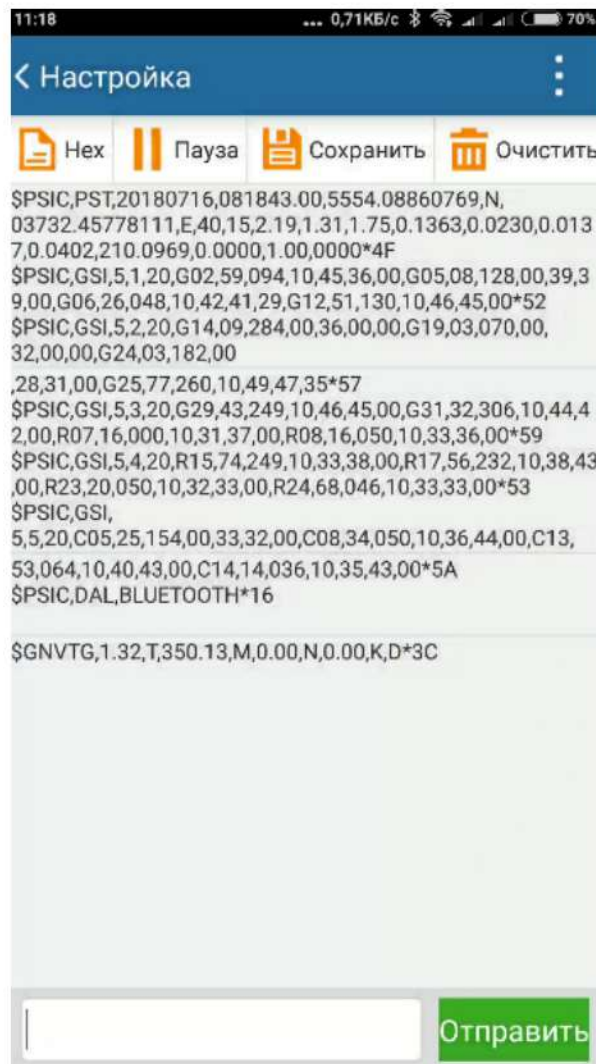 11:18 ... 0,71КБ/с 70%
Настройка
Hex Пауза Сохранить Очистить
$PSIC,PST,20180716,081843.00,5554.08860769,N,
03732.45778111,E,40,15,2.19,1.31,1.75,0.1363,0.0230,0.013
7,0.0402,210.0969,0.0000,1.00,0000*4F
$PSIC,GSI,5,1,20,G02,59,094,10,45,36,00,G05,08,128,00,39,3
9,00,G06,26,048,10,42,41,29,G12,51,130,10,46,45,00*52
$PSIC,GSI,5,2,20,G14,09,284,00,36,00,00,G19,03,070,00,
32,00,00,G24,03,182,00
,28,31,00,G25,77,260,10,49,47,35*57
$PSIC,GSI,5,3,20,G29,43,249,10,46,45,00,G31,32,306,10,44,4
2,00,R07,16,000,10,31,37,00,R08,16,050,10,33,36,00*59
$PSIC,GSI,5,4,20,R15,74,249,10,33,38,00,R17,56,232,10,38,43
,00,R23,20,050,10,32,33,00,R24,68,046,10,33,33,00*53
$PSIC,GSI,
5,5,20,C05,25,154,00,33,32,00,C08,34,050,10,36,44,00,C13,
53,064,10,40,43,00,C14,14,036,10,35,43,00*5A
$PSIC,DAL,BLUETOOTH*16
$GNVTG,1.32,T,350.13,M,0.00,N,0.00,K,D*3C
Отправить